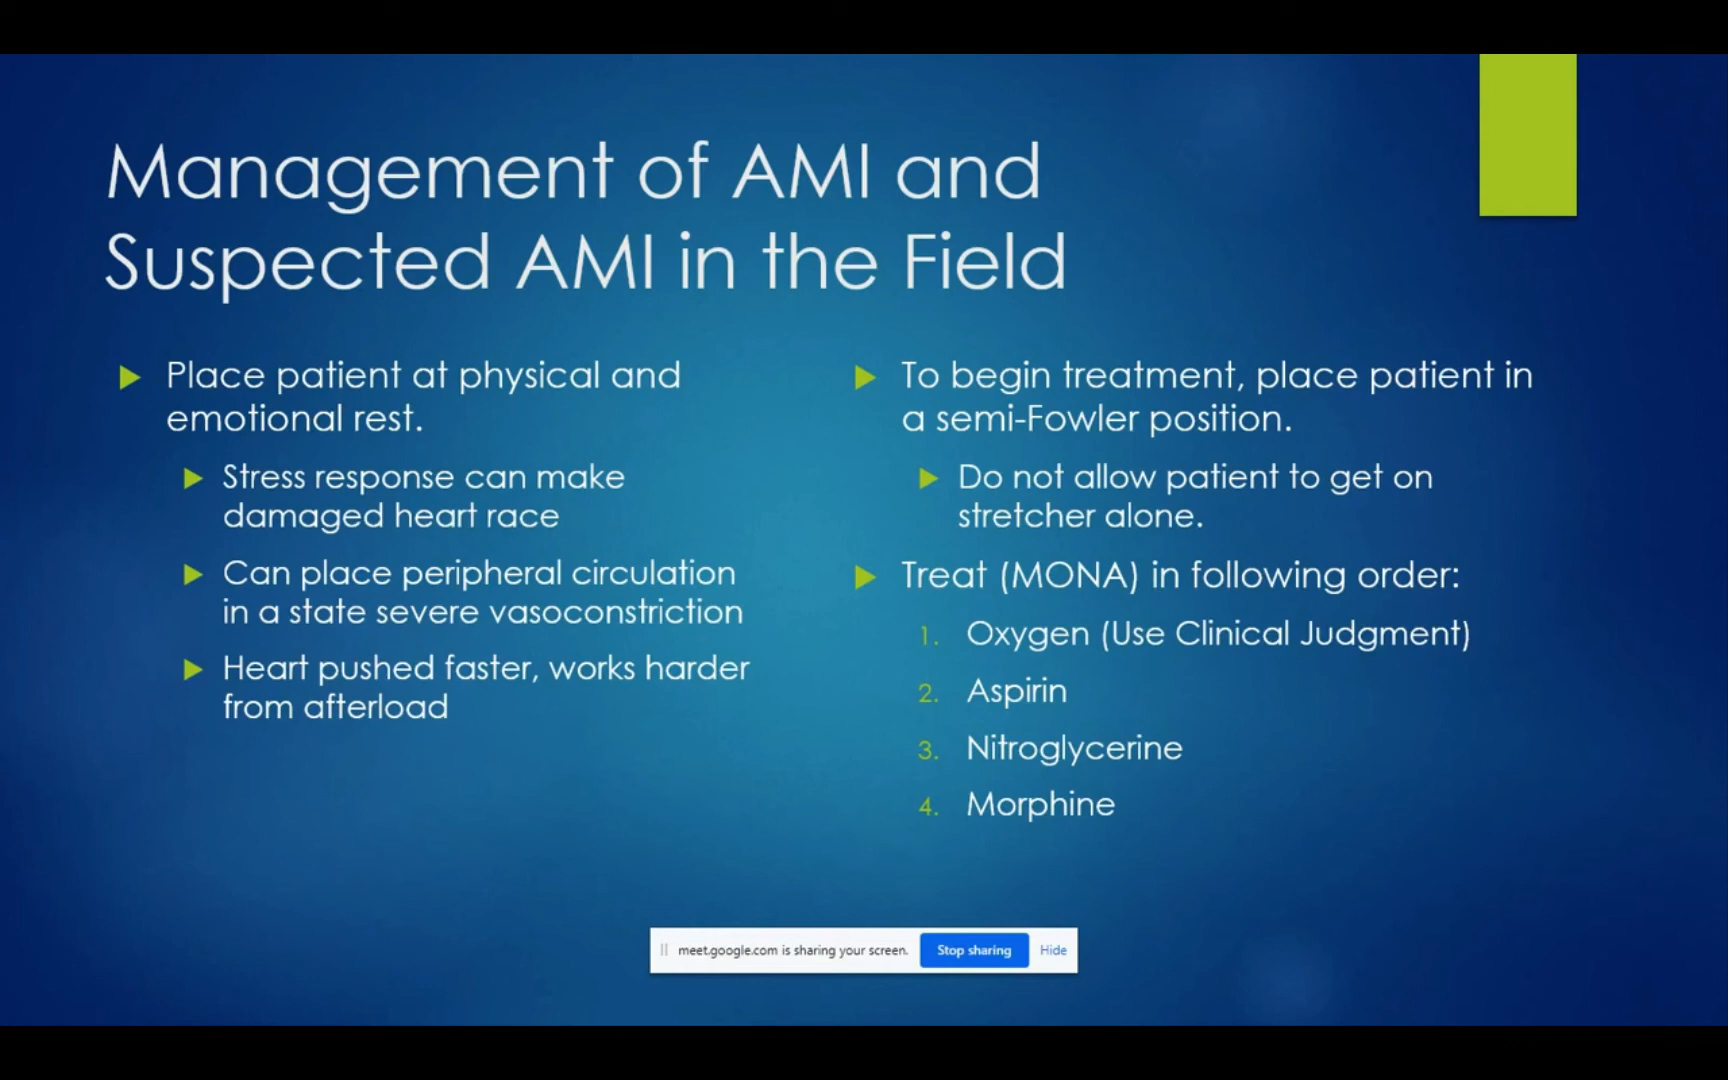 Management of AMI and
Suspected AMI in the Field
Place patient at physical and
emotional rest.
Stress response can make
damaged heart race
Can place peripheral circulation
in a state severe vasoconstriction
Heart pushed faster, works harder
from afterload
To begin treatment, place patient in
a semi-Fowler position.
Do not allow patient to get on
stretcher alone.
Treat (MONA) in following order:
1. Oxygen (Use Clinical Judgment)
2. Aspirin
3. Nitroglycerine
4. Morphine
meet.google.com is sharing your screen. Stop sharing Hide